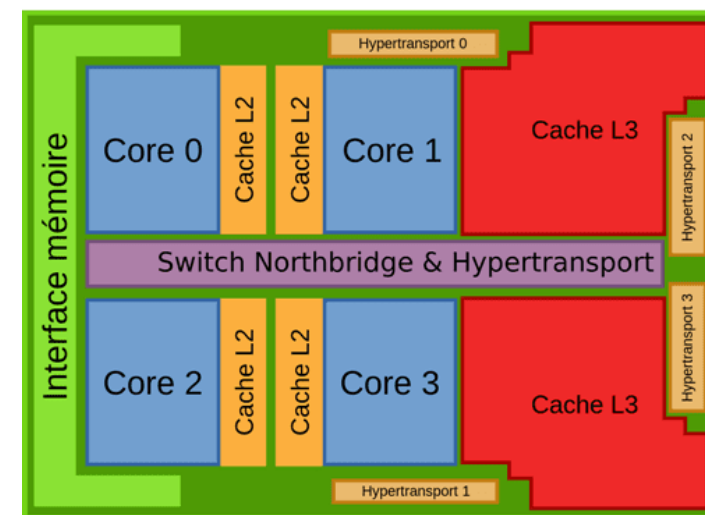 Hypertransport 0
Interface mémoire
Core 0
Cache L2
Cache L2
Core 1
Cache L3
Hypertransport 2
Switch Northbridge & Hypertransport
Core 2
Cache L2
Cache L2
Core 3
Cache L3
Hypertransport 3
Hypertransport 1